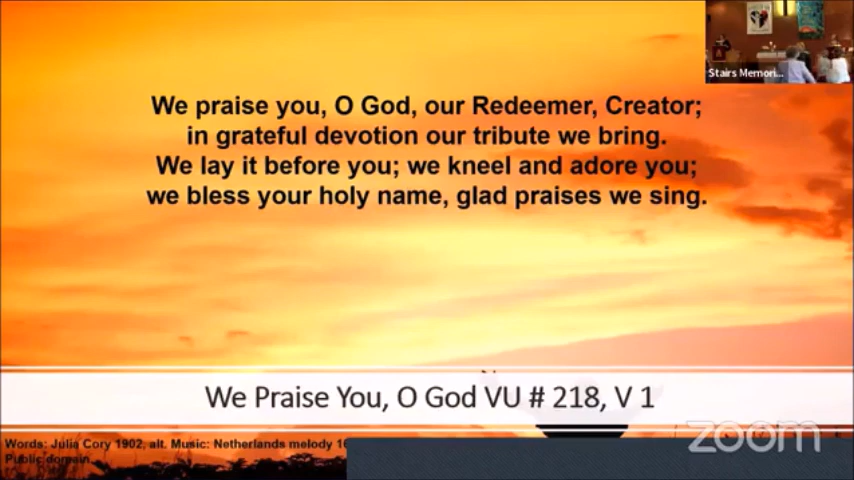 Stairs Memori...
We praise you, O God, our Redeemer, Creator;
in grateful devotion our tribute we bring.
We lay it before you; we kneel and adore you;
we bless your holy name, glad praises we sing.
We Praise You, O God VU # 218, V 1
zoom
Words: Julia Cory 1902, alt. Music: Netherlands melody 16
Public domain.